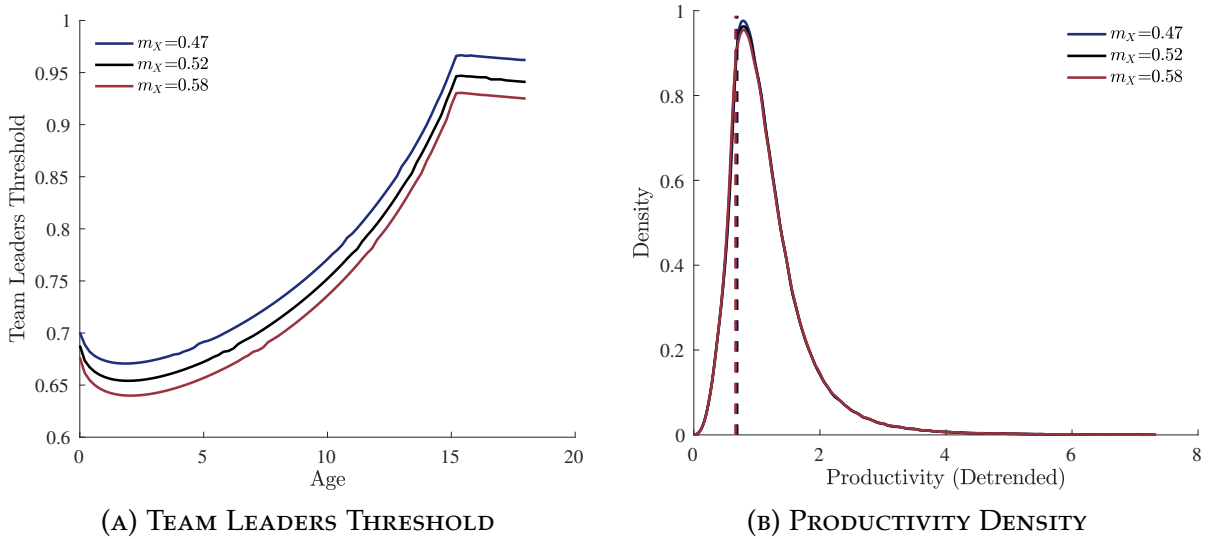 1
0.95
0.9
0.85
0.8
0.75
0.7
0.65
0.6
Team Leaders Threshold
m_X=0.47
m_X=0.52
m_X=0.58
0 5 10 15 20
Age
(A) TEAM LEADERS THRESHOLD
1
0.8
0.6
0.4
0.2
0
Density
m_X=0.47
m_X=0.52
m_X=0.58
0 2 4 6 8
Productivity (Detrended)
(B) PRODUCTIVITY DENSITY